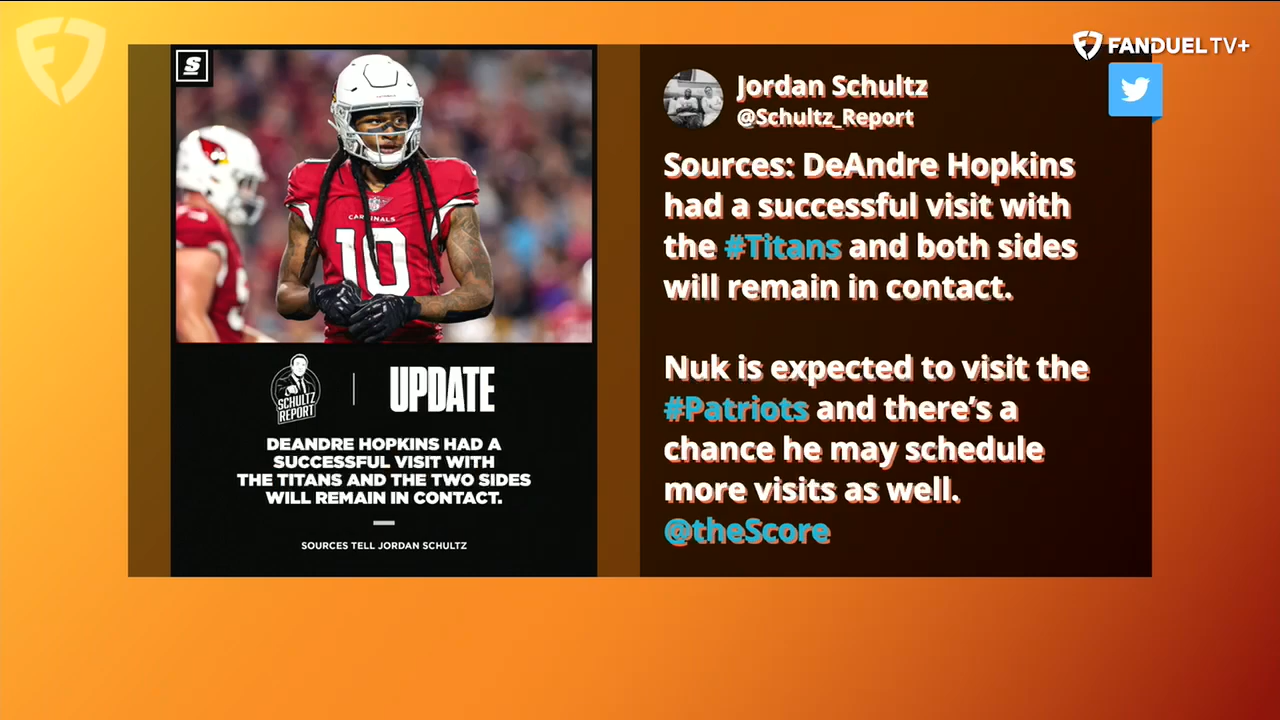 FANDUEL TV+
S
CARDINALS
10
SCHULTZ
REPORT
UPDATE
DEANDRE HOPKINS HAD A
SUCCESSFUL VISIT WITH
THE TITANS AND THE TWO SIDES
WILL REMAIN IN CONTACT.
SOURCES TELL JORDAN SCHULTZ
Jordan Schultz
@Schultz_Report
Sources: DeAndre Hopkins
had a successful visit with
the #Titans and both sides
will remain in contact.
Nuk is expected to visit the
#Patriots and there's a
chance he may schedule
more visits as well.
@theScore